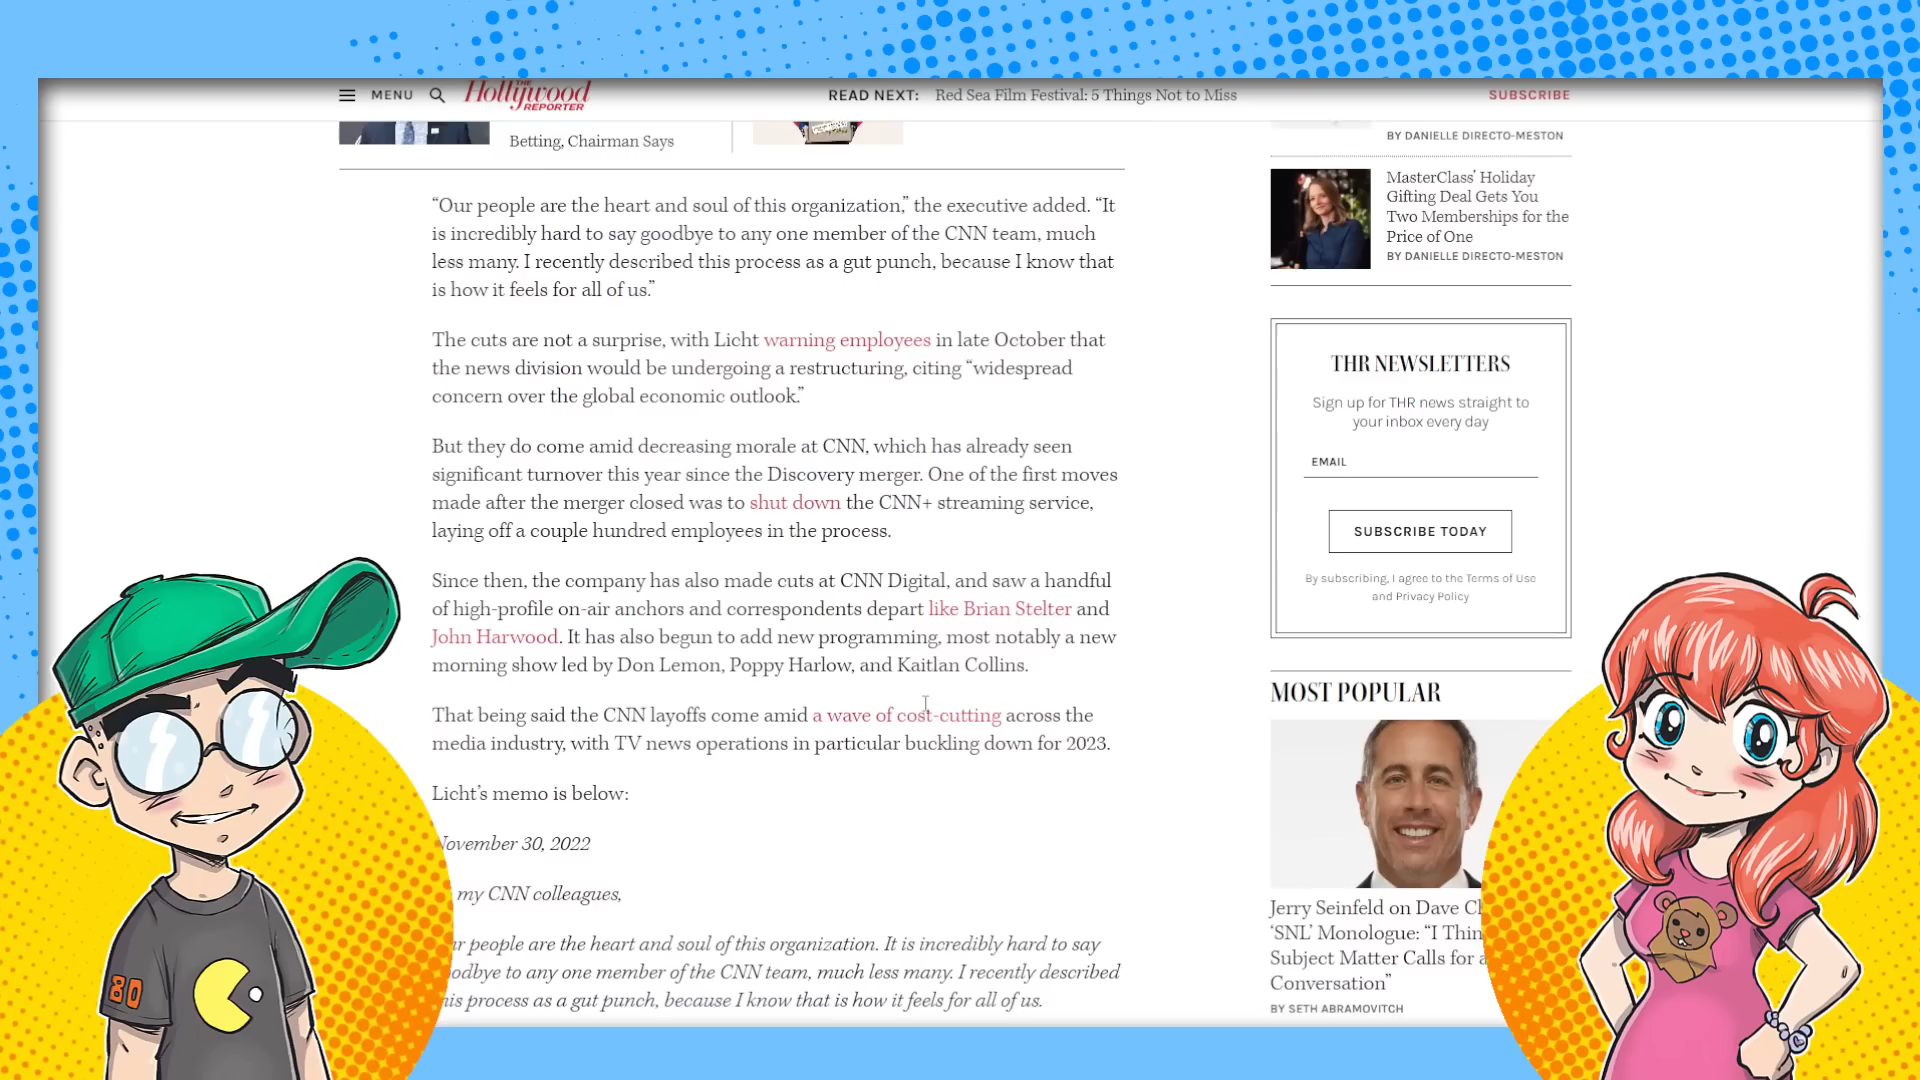 MENU
THE
Hollywood
REPORTER
READ NEXT: Red Sea Film Festival: 5 Things Not to Miss
SUBSCRIBE
Betting, Chairman Says
“Our people are the heart and soul of this organization,” the executive added. “It
is incredibly hard to say goodbye to any one member of the CNN team, much
less many. I recently described this process as a gut punch, because I know that
is how it feels for all of us.”
The cuts are not a surprise, with Licht warning employees in late October that
the news division would be undergoing a restructuring, citing “widespread
concern over the global economic outlook.”
But they do come amid decreasing morale at CNN, which has already seen
significant turnover this year since the Discovery merger. One of the first moves
made after the merger closed was to shut down the CNN+ streaming service,
laying off a couple hundred employees in the process.
Since then, the company has also made cuts at CNN Digital, and saw a handful
of high-profile on-air anchors and correspondents depart like Brian Stelter and
John Harwood. It has also begun to add new programming, most notably a new
morning show led by Don Lemon, Poppy Harlow, and Kaitlan Collins.
That being said the CNN layoffs come amid a wave of cost-cutting across the
media industry, with TV news operations in particular buckling down for 2023.
Licht’s memo is below:
November 30, 2022
my CNN colleagues,
ur people are the heart and soul of this organization. It is incredibly hard to say
odbye to any one member of the CNN team, much less many. I recently described
his process as a gut punch, because I know that is how it feels for all of us.
BY DANIELLE DIRECTO-MESTON
MasterClass’ Holiday
Gifting Deal Gets You
Two Memberships for the
Price of One
BY DANIELLE DIRECTO-MESTON
THR NEWSLETTERS
Sign up for THR news straight to
your inbox every day
EMAIL
SUBSCRIBE TODAY
By subscribing, I agree to the Terms of Use
and Privacy Policy
MOST POPULAR
Jerry Seinfeld on Dave Ch
‘SNL’ Monologue: “I Thin
Subject Matter Calls for a
Conversation”
BY SETH ABRAMOVITCH
80